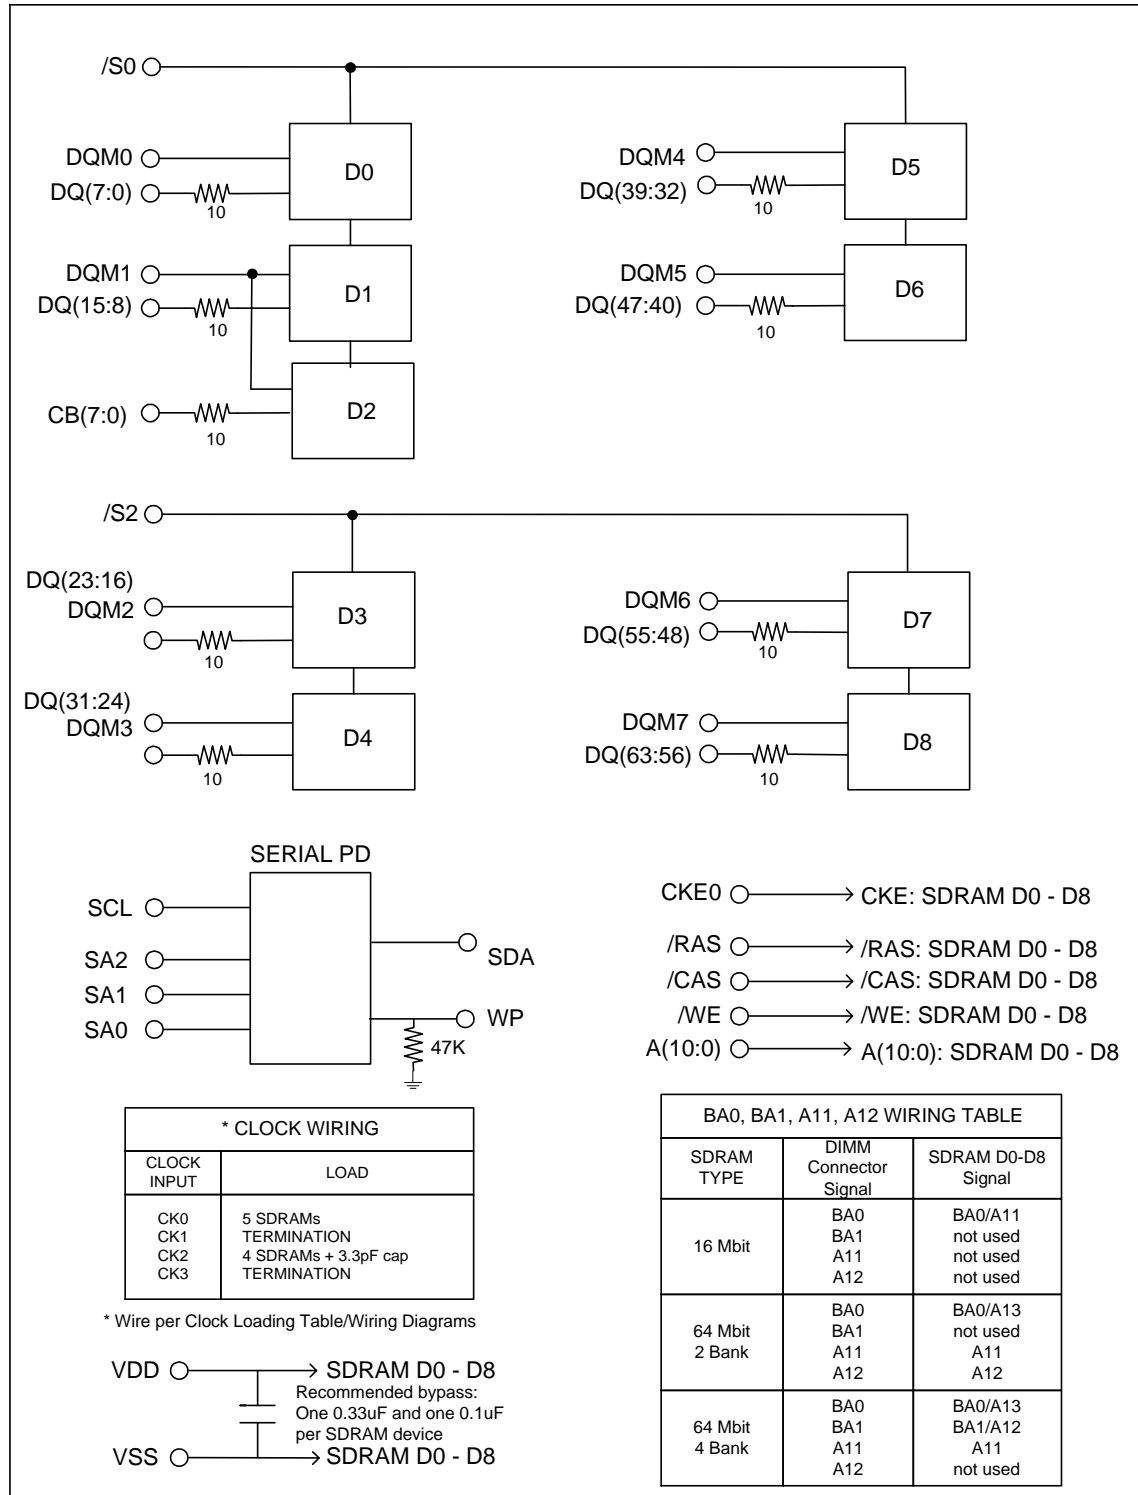 /S0
DQM0
DQ(7:0)
10
D0
DQM4
DQ(39:32)
10
D5
DQM1
DQ(15:8)
10
D1
DQM5
DQ(47:40)
10
D6
CB(7:0)
10
D2
/S2
DQ(23:16)
DQM2
10
D3
DQM6
DQ(55:48)
10
D7
DQ(31:24)
DQM3
10
D4
DQM7
DQ(63:56)
10
D8
SERIAL PD
SCL
SA2
SA1
SA0
SDA
WP
47K
CKE0 CKE: SDRAM D0 - D8
/RAS /RAS: SDRAM D0 - D8
/CAS /CAS: SDRAM D0 - D8
/WE /WE: SDRAM D0 - D8
A(10:0) A(10:0): SDRAM D0 - D8
* CLOCK WIRING
CLOCK INPUT LOAD
CK0 5 SDRAMs
CK1 TERMINATION
CK2 4 SDRAMs + 3.3pF cap
CK3 TERMINATION
* Wire per Clock Loading Table/Wiring Diagrams
VDD SDRAM D0 - D8
Recommended bypass:
One 0.33uF and one 0.1uF
per SDRAM device
VSS SDRAM D0 - D8
BA0, BA1, A11, A12 WIRING TABLE
SDRAM TYPE DIMM Connector Signal SDRAM D0-D8 Signal
16 Mbit
BA0 BA0/A11
BA1 not used
A11 not used
A12 not used
64 Mbit
2 Bank
BA0 BA0/A13
BA1 not used
A11 A11
A12 A12
64 Mbit
4 Bank
BA0 BA0/A13
BA1 BA1/A12
A11 A11
A12 not used